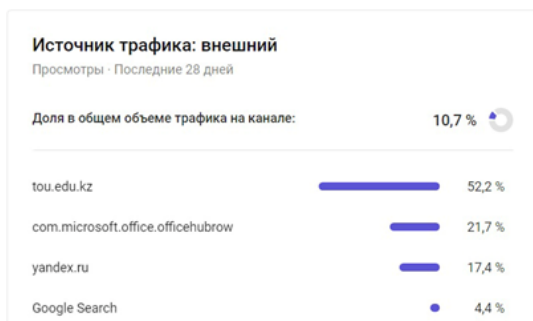 Источник трафика: внешний
Просмотры · Последние 28 дней
Доля в общем объеме трафика на канале: 10,7 %
tou.edu.kz 52,2 %
com.microsoft.office.officehubrow 21,7 %
yandex.ru 17,4 %
Google Search 4,4 %